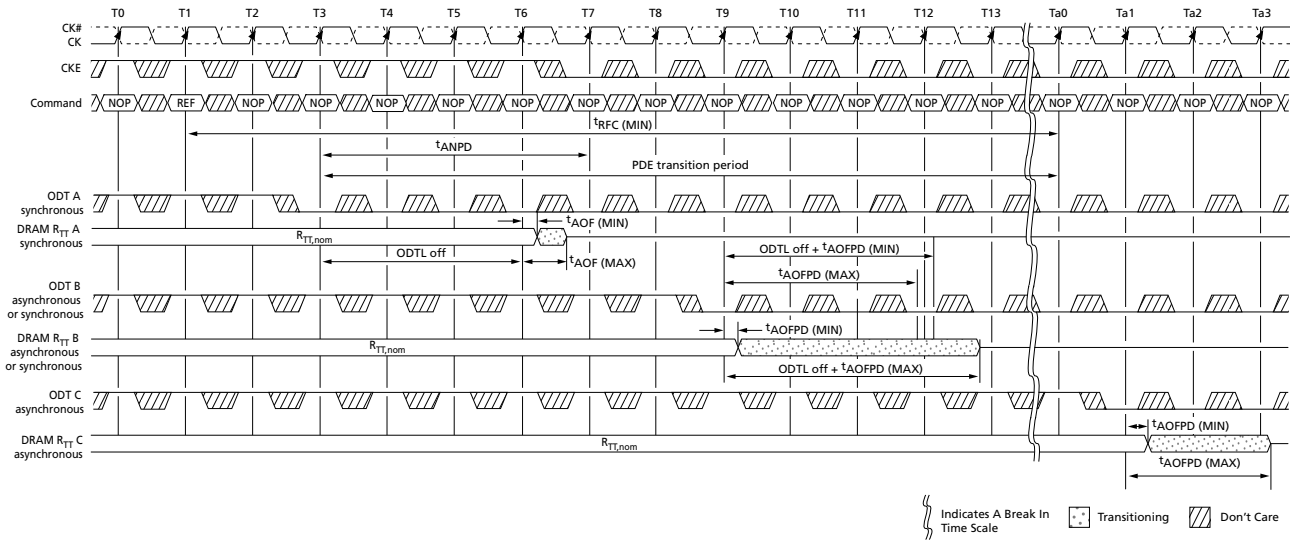 T0 T1 T2 T3 T4 T5 T6 T7 T8 T9 T10 T11 T12 T13 Ta0 Ta1 Ta2 Ta3
CK#
CK
CKE
Command NOP REF NOP NOP NOP NOP NOP NOP NOP NOP NOP NOP NOP NOP NOP NOP NOP NOP
tRFC (MIN)
tANPD
PDE transition period
ODT A
synchronous
tAOF (MIN)
DRAM RTT A
synchronous
RTT,nom
ODTL off
tAOF (MAX)
ODTL off + tAOFPD (MIN)
tAOFPD (MAX)
ODT B
asynchronous
or synchronous
tAOFPD (MIN)
DRAM RTT B
asynchronous
or synchronous
RTT,nom
ODTL off + tAOFPD (MAX)
ODT C
asynchronous
tAOFPD (MIN)
DRAM RTT C
asynchronous
RTT,nom
tAOFPD (MAX)
Indicates A Break In
Time Scale
Transitioning
Don't Care